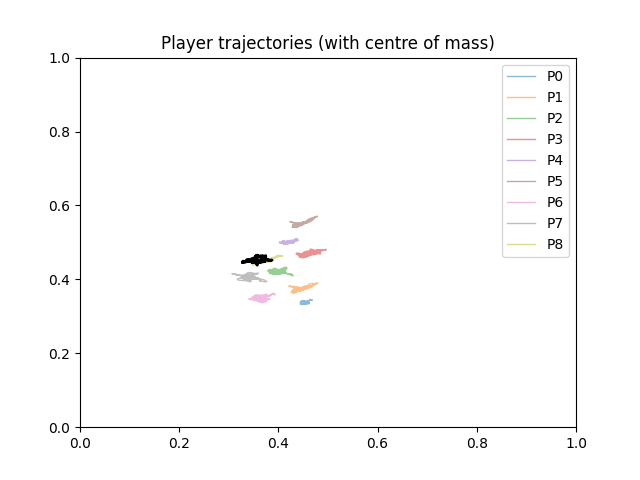 Player trajectories (with centre of mass)
1.0
0.8
0.6
0.4
0.2
0.0
0.0 0.2 0.4 0.6 0.8 1.0
P0
P1
P2
P3
P4
P5
P6
P7
P8